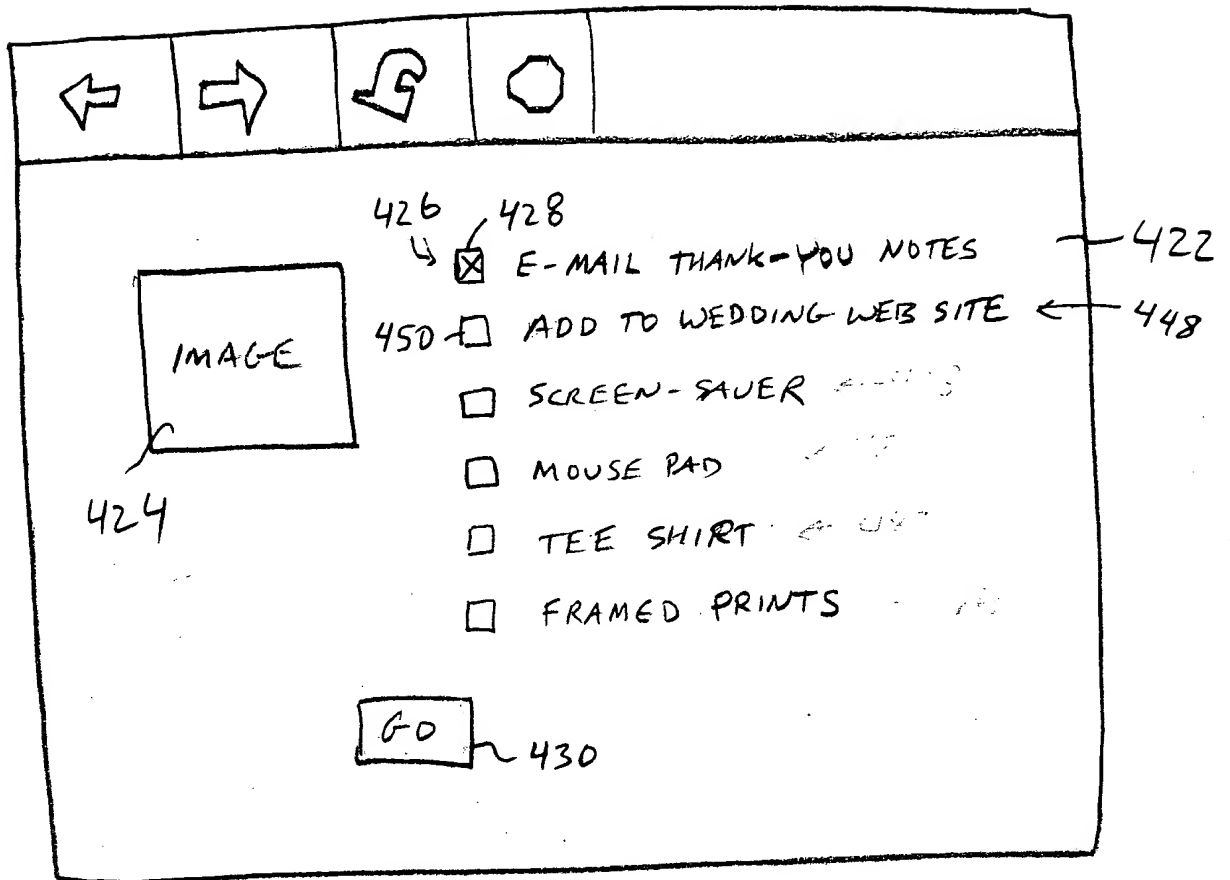 426 428
E-MAIL THANK-YOU NOTES 422
450 ADD TO WEDDING WEB SITE 448
IMAGE
SCREEN-SAVER
424
MOUSE PAD
TEE SHIRT
FRAMED PRINTS
GO 430